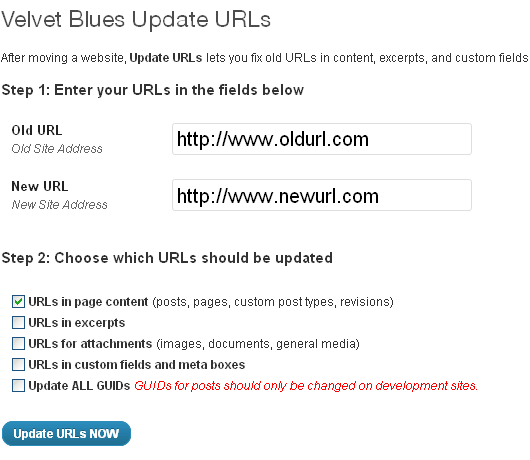 Velvet Blues Update URLs
After moving a website, Update URLs lets you fix old URLs in content, excerpts, and custom fields
Step 1: Enter your URLs in the fields below
Old URL
http://www.oldurl.com
Old Site Address
New URL
http://www.newurl.com
New Site Address
Step 2: Choose which URLs should be updated
URLs in page content (posts, pages, custom post types, revisions)
URLs in excerpts
URLs for attachments (images, documents, general media)
URLs in custom fields and meta boxes
Update ALL GUIDs GUIDs for posts should only be changed on development sites.
Update URLs NOW